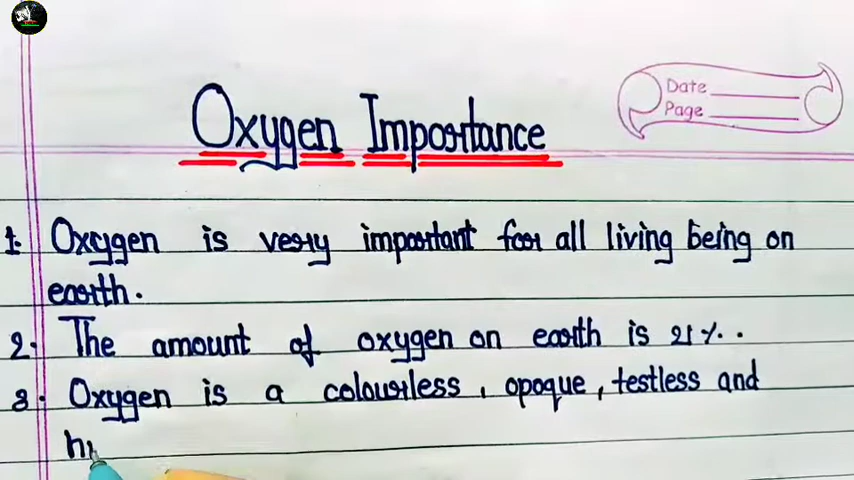 Oxygen Importance
Date
Page
1. Oxygen is very important for all living being on
earth.
2. The amount of oxygen on earth is 21%.
3. Oxygen is a colourless, opoque, testless and